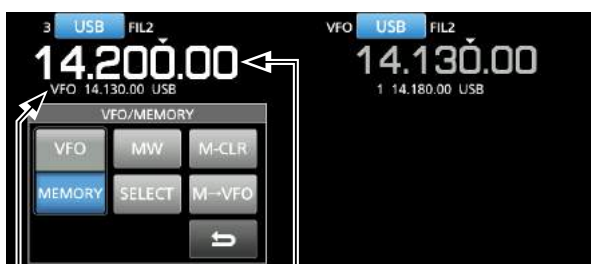 3 USB FIL2
14.200.00
VFO 14.130.00 USB
VFO/MEMORY
VFO MW M-CLR
MEMORY SELECT M→VFO
VFO USB FIL2
14.130.00
1 14.180.00 USB